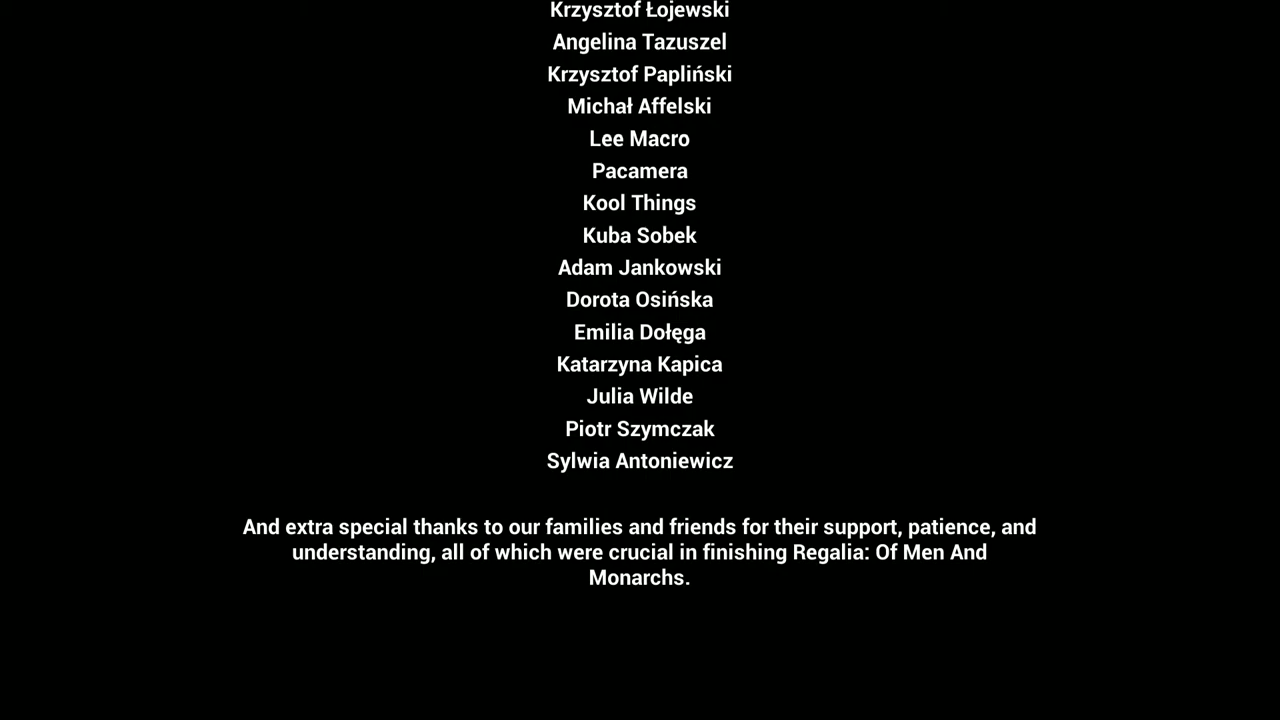 Krzysztof Łojewski
Angelina Tazuszel
Krzysztof Papliński
Michał Affelski
Lee Macro
Pacamera
Kool Things
Kuba Sobek
Adam Jankowski
Dorota Osińska
Emilia Dołęga
Katarzyna Kapica
Julia Wilde
Piotr Szymczak
Sylwia Antoniewicz
And extra special thanks to our families and friends for their support, patience, and
understanding, all of which were crucial in finishing Regalia: Of Men And
Monarchs.